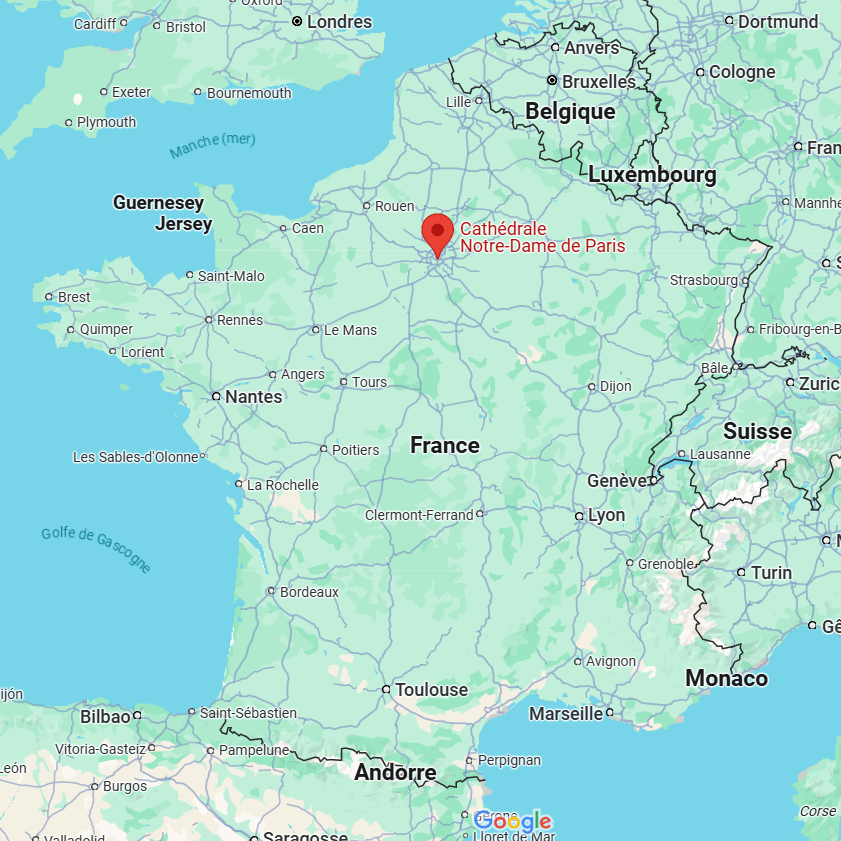 Oxford
Londres
Cardiff
Bristol
Dortmund
Anvers
Bruxelles
Cologne
Exeter
Bournemouth
Lille
Belgique
Plymouth
Manche (mer)
Fran
Luxembourg
Guernesey
Jersey
Rouen
Mannhe
Caen
Cathédrale
Notre-Dame de Paris
Saint-Malo
Strasbourg
S
Brest
Rennes
Quimper
Le Mans
Fribourg-en-B
Lorient
Angers
Tours
Bâle
Zuric
Dijon
Nantes
Suisse
France
Poitiers
Les Sables-d'Olonne
Lausanne
Genève
La Rochelle
Clermont-Ferrand
Lyon
Golfe de Gascogne
M
Grenoble
Turin
Bordeaux
Gê
Avignon
Monaco
Toulouse
ijón
Bilbao
Saint-Sébastien
Marseille
Vitoria-Gasteiz
Pampelune
Perpignan
León
Andorre
Burgos
Corse
Gérone
Google
Valladolid
Saragosse
Lloret de Mar